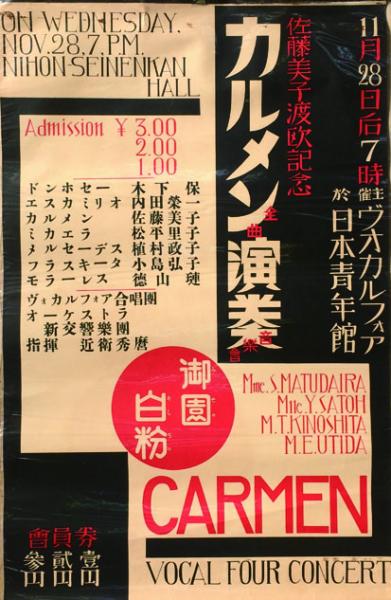 ON WEDNESDAY,
NOV.28.7.P.M.
NIHON-SEINENKAN
HALL
11月28日后7時
主催 ヴオカルフォア
於 日本青年館
佐藤美子渡欧記念
カルメン全曲演奏音樂會
Admission ¥ 3.00
2.00
1.00
ドンホセー 木下保
エスカミリオ 内田榮一
カルメン 佐藤美子
ミカエラ 松平里子
メルセーデス 植村政子
フラスキータ 小島弘子
モラーレス 德山璉
ヴォカルフォア合唱團
オーケストラ
新交響樂團
指揮 近衛秀麿
御園
白粉
Mme.S.MATUDAIRA
Mlle.Y.SATOH
M.T.KINOSHITA
M.E.UTIDA
CARMEN
VOCAL FOUR CONCERT
會員券
壹円
貳円
參円